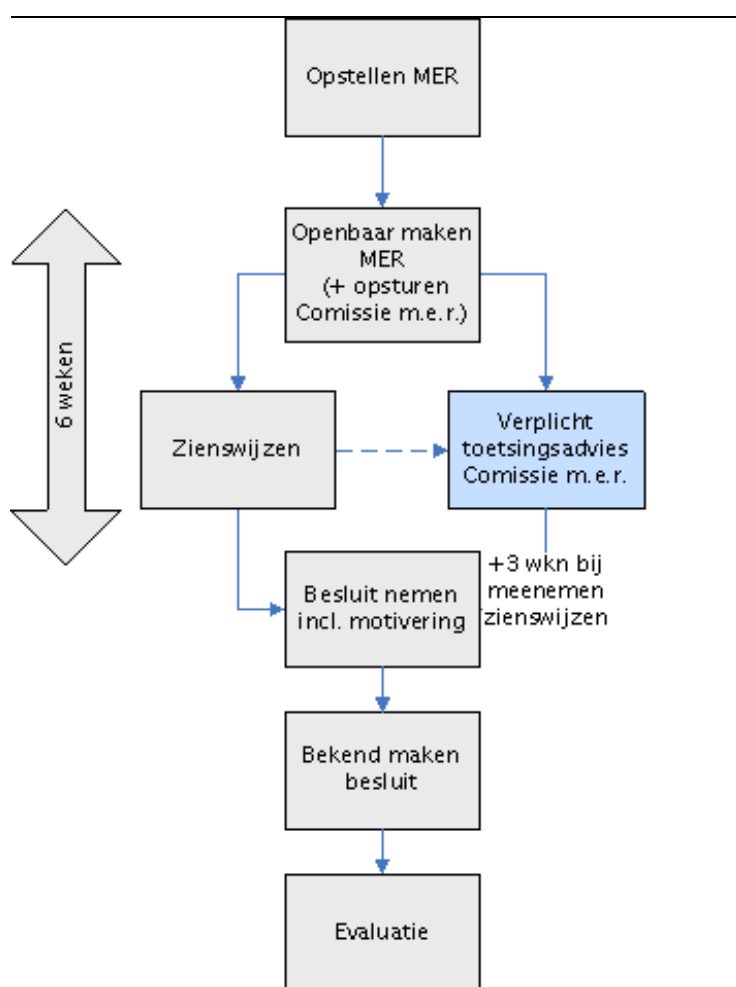 Opstellen MER
Openbaar maken
MER
(+ opsturen
Comissie m.e.r.)
6 weken
Zienswijzen
Verplicht
toetsingsadvies
Comissie m.e.r.
+3 wkn bij
meenemen
zienswijzen
Besluit nemen
incl. motivering
Bekend maken
besluit
Evaluatie